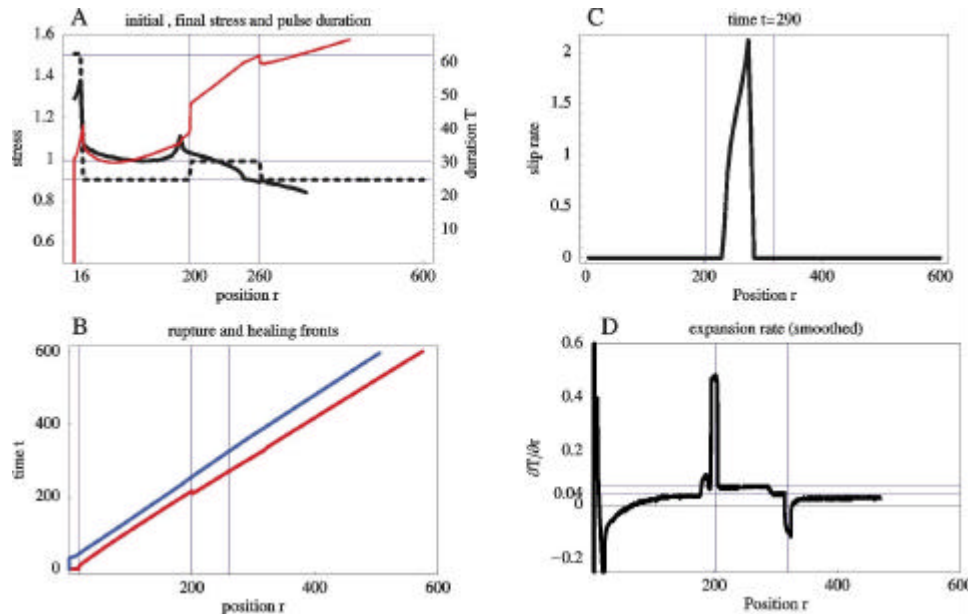 A
initial , final stress and pulse duration
1.6
1.4
1.2
1
0.8
0.6
stress
60
50
40
30
20
10
duration T
16
200
260
600
position r
C
time t=290
2
1.5
1
0.5
0
slip rate
0
200
400
600
Position r
B
rupture and healing fronts
600
400
200
0
time t
200
400
600
position r
D
expansion rate (smoothed)
0.6
0.4
0.2
0.04
0
−0.2
∂T/∂r
200
400
600
Position r